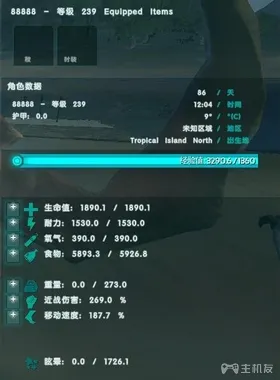 88888 - 等级 239 Equipped Items
角色数据
88888 - 等级 239
护甲: 0.0
86 / 天
12:04 / 时间
9° / °(C)
未知区域 / 地区
Tropical Island North / 出生地
经验值: 3290.6 / 1360
生命值: 1890.1 / 1890.1
耐力: 1530.0 / 1530.0
氧气: 390.0 / 390.0
食物: 5893.3 / 5926.8
重量: 0.0 / 273.0
近战伤害: 269.0 %
移动速度: 187.7 %
眩晕: 0.0 / 1726.1
主机友